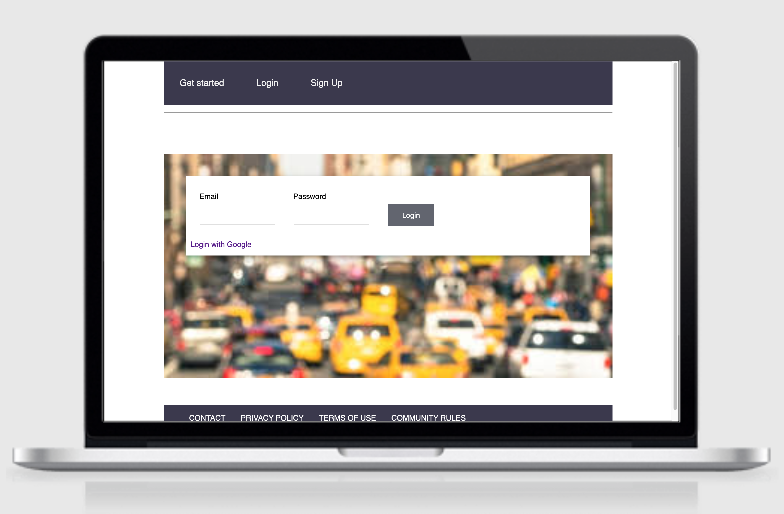 Get started Login Sign Up
Email Password
Login
Login with Google
CONTACT PRIVACY POLICY TERMS OF USE COMMUNITY RULES